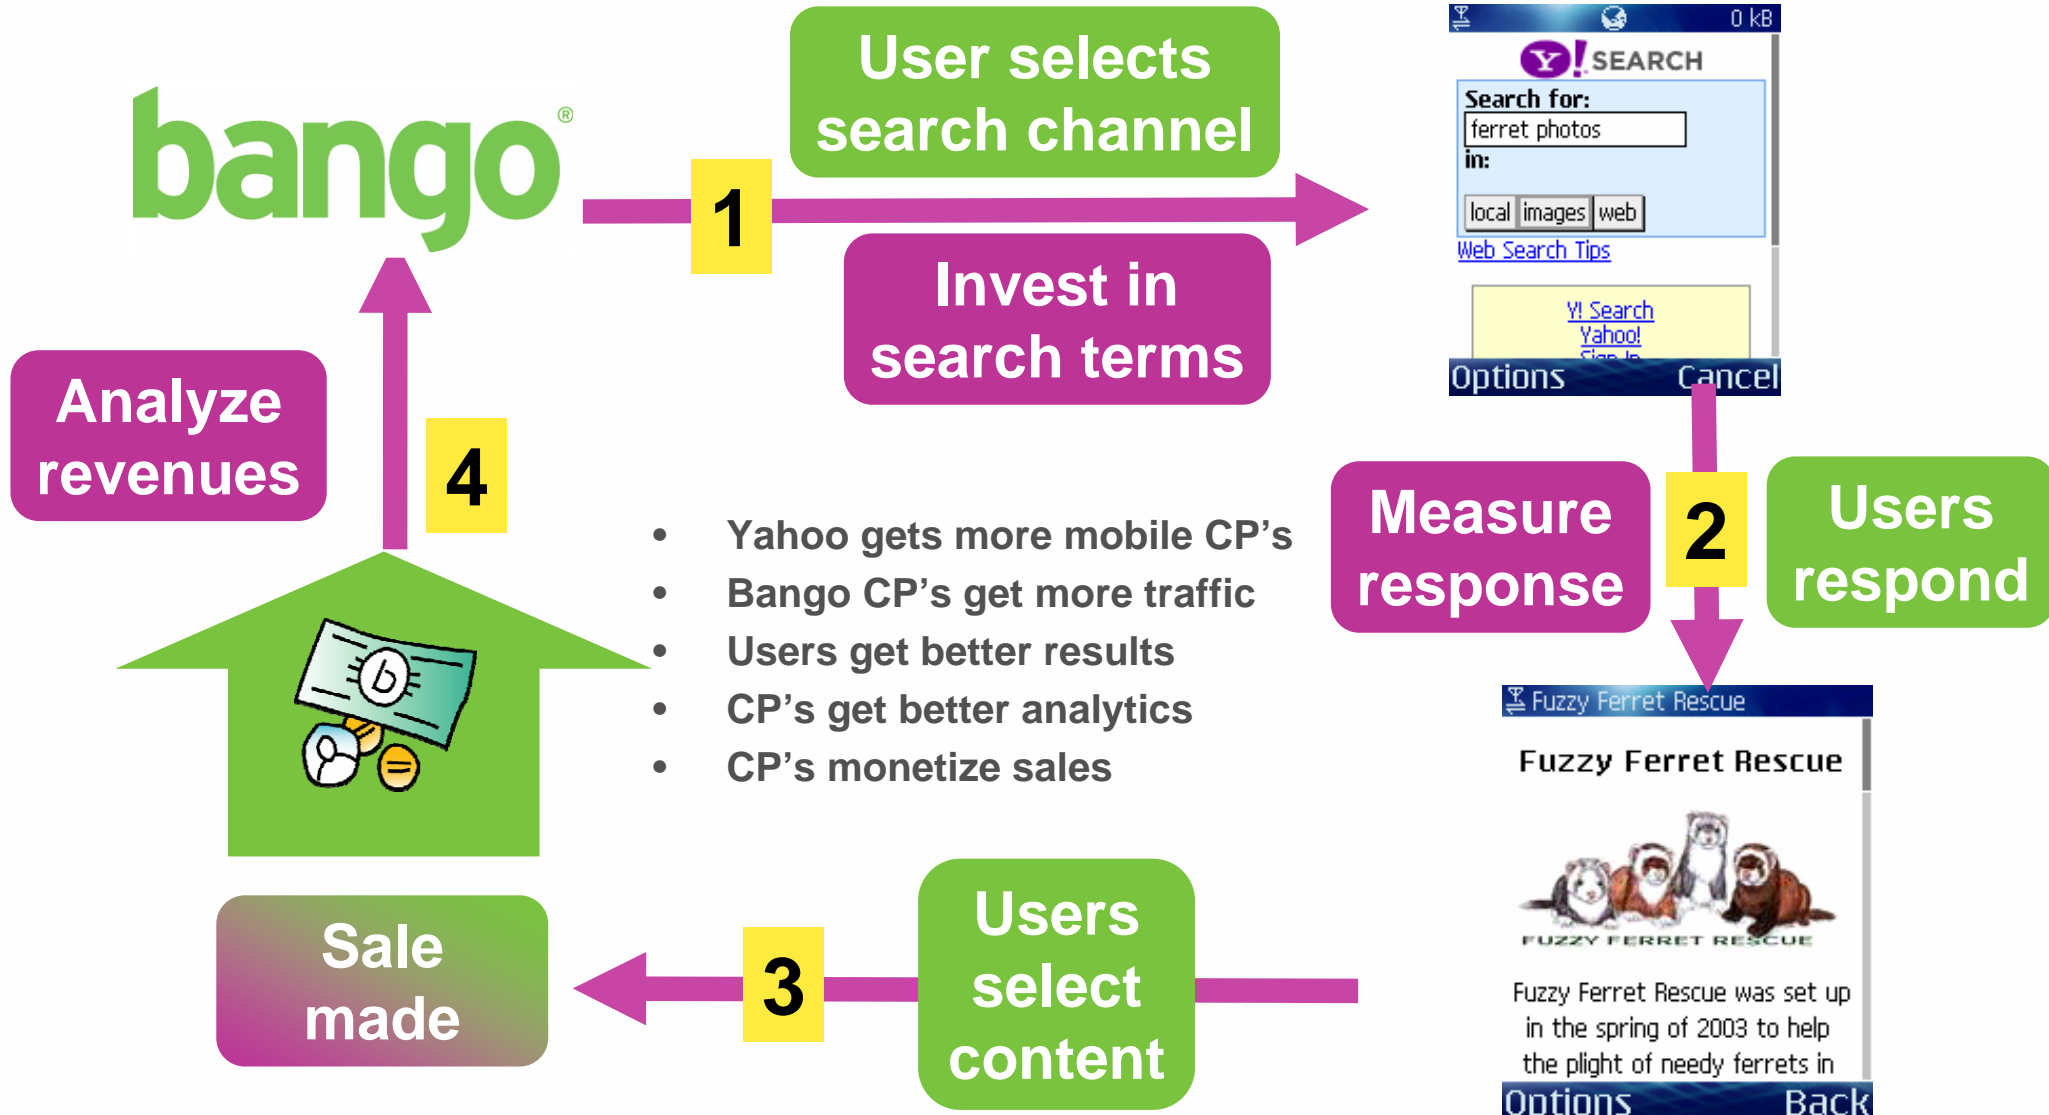 bango®
1
User selects
search channel
Invest in
search terms
0 kB
Y! SEARCH
Search for:
ferret photos
in:
local images web
Web Search Tips
Y! Search
Yahoo!
Sign In
Options Cancel
Analyze
revenues
4
Measure
response
2
Users
respond
• Yahoo gets more mobile CP’s
• Bango CP’s get more traffic
• Users get better results
• CP’s get better analytics
• CP’s monetize sales
b
Fuzzy Ferret Rescue
Fuzzy Ferret Rescue
FUZZY FERRET RESCUE
Fuzzy Ferret Rescue was set up
in the spring of 2003 to help
the plight of needy ferrets in
Options Back
Sale
made
3
Users
select
content